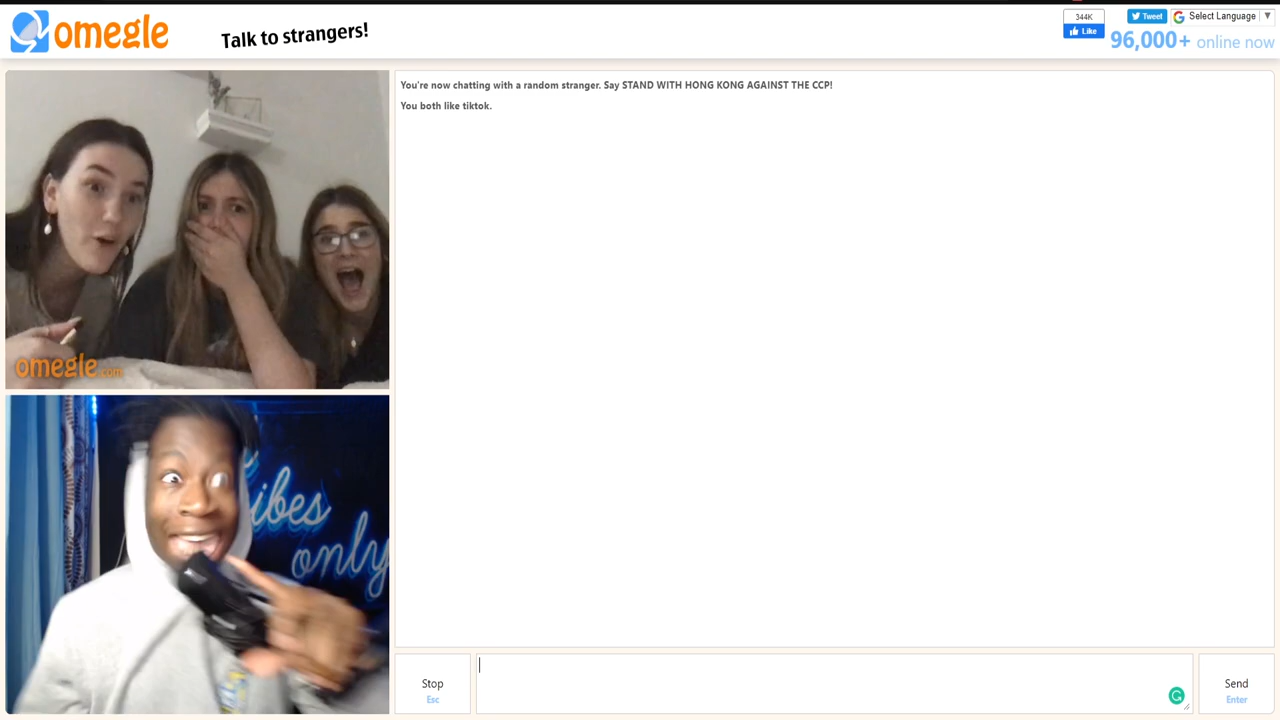 omegle
Talk to strangers!
344K
Like
Tweet
Select Language
96,000+ online now
You're now chatting with a random stranger. Say STAND WITH HONG KONG AGAINST THE CCP!
You both like tiktok.
omegle.com
ibes
only
Stop
Esc
Send
Enter